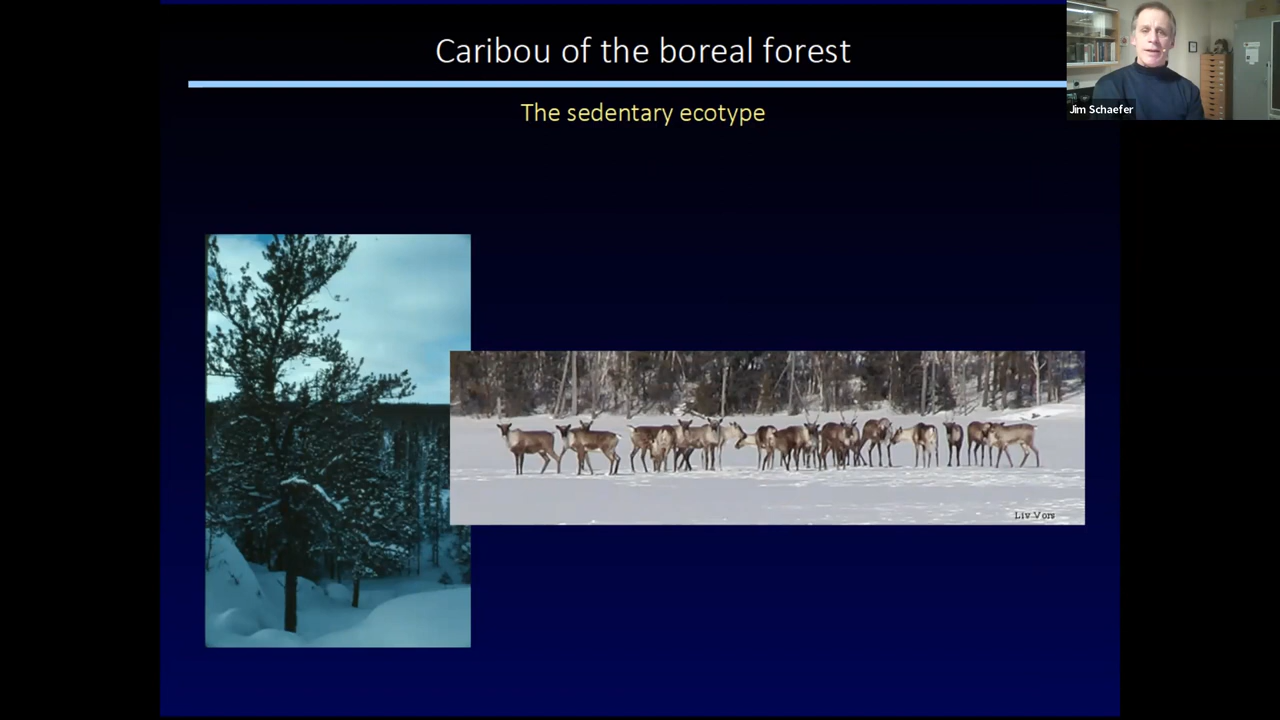 Caribou of the boreal forest
The sedentary ecotype
Jim Schaefer
Liv Vors